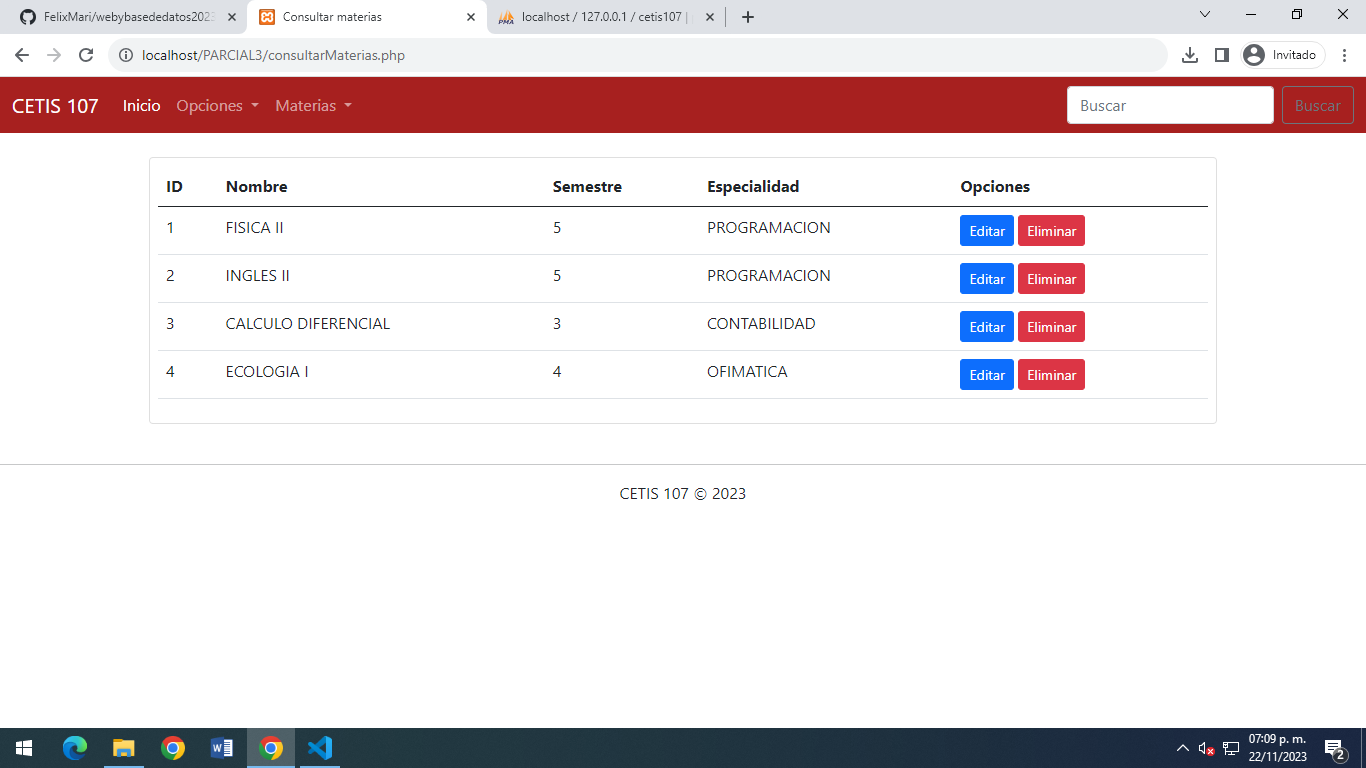 FelixMari/webybasededatos2023
Consultar materias
localhost / 127.0.0.1 / cetis107 |
localhost/PARCIAL3/consultarMaterias.php
Invitado
CETIS 107 Inicio Opciones Materias Buscar Buscar
ID Nombre Semestre Especialidad Opciones
1 FISICA II 5 PROGRAMACION Editar Eliminar
2 INGLES II 5 PROGRAMACION Editar Eliminar
3 CALCULO DIFERENCIAL 3 CONTABILIDAD Editar Eliminar
4 ECOLOGIA I 4 OFIMATICA Editar Eliminar
CETIS 107 © 2023
07:09 p. m.
22/11/2023
2